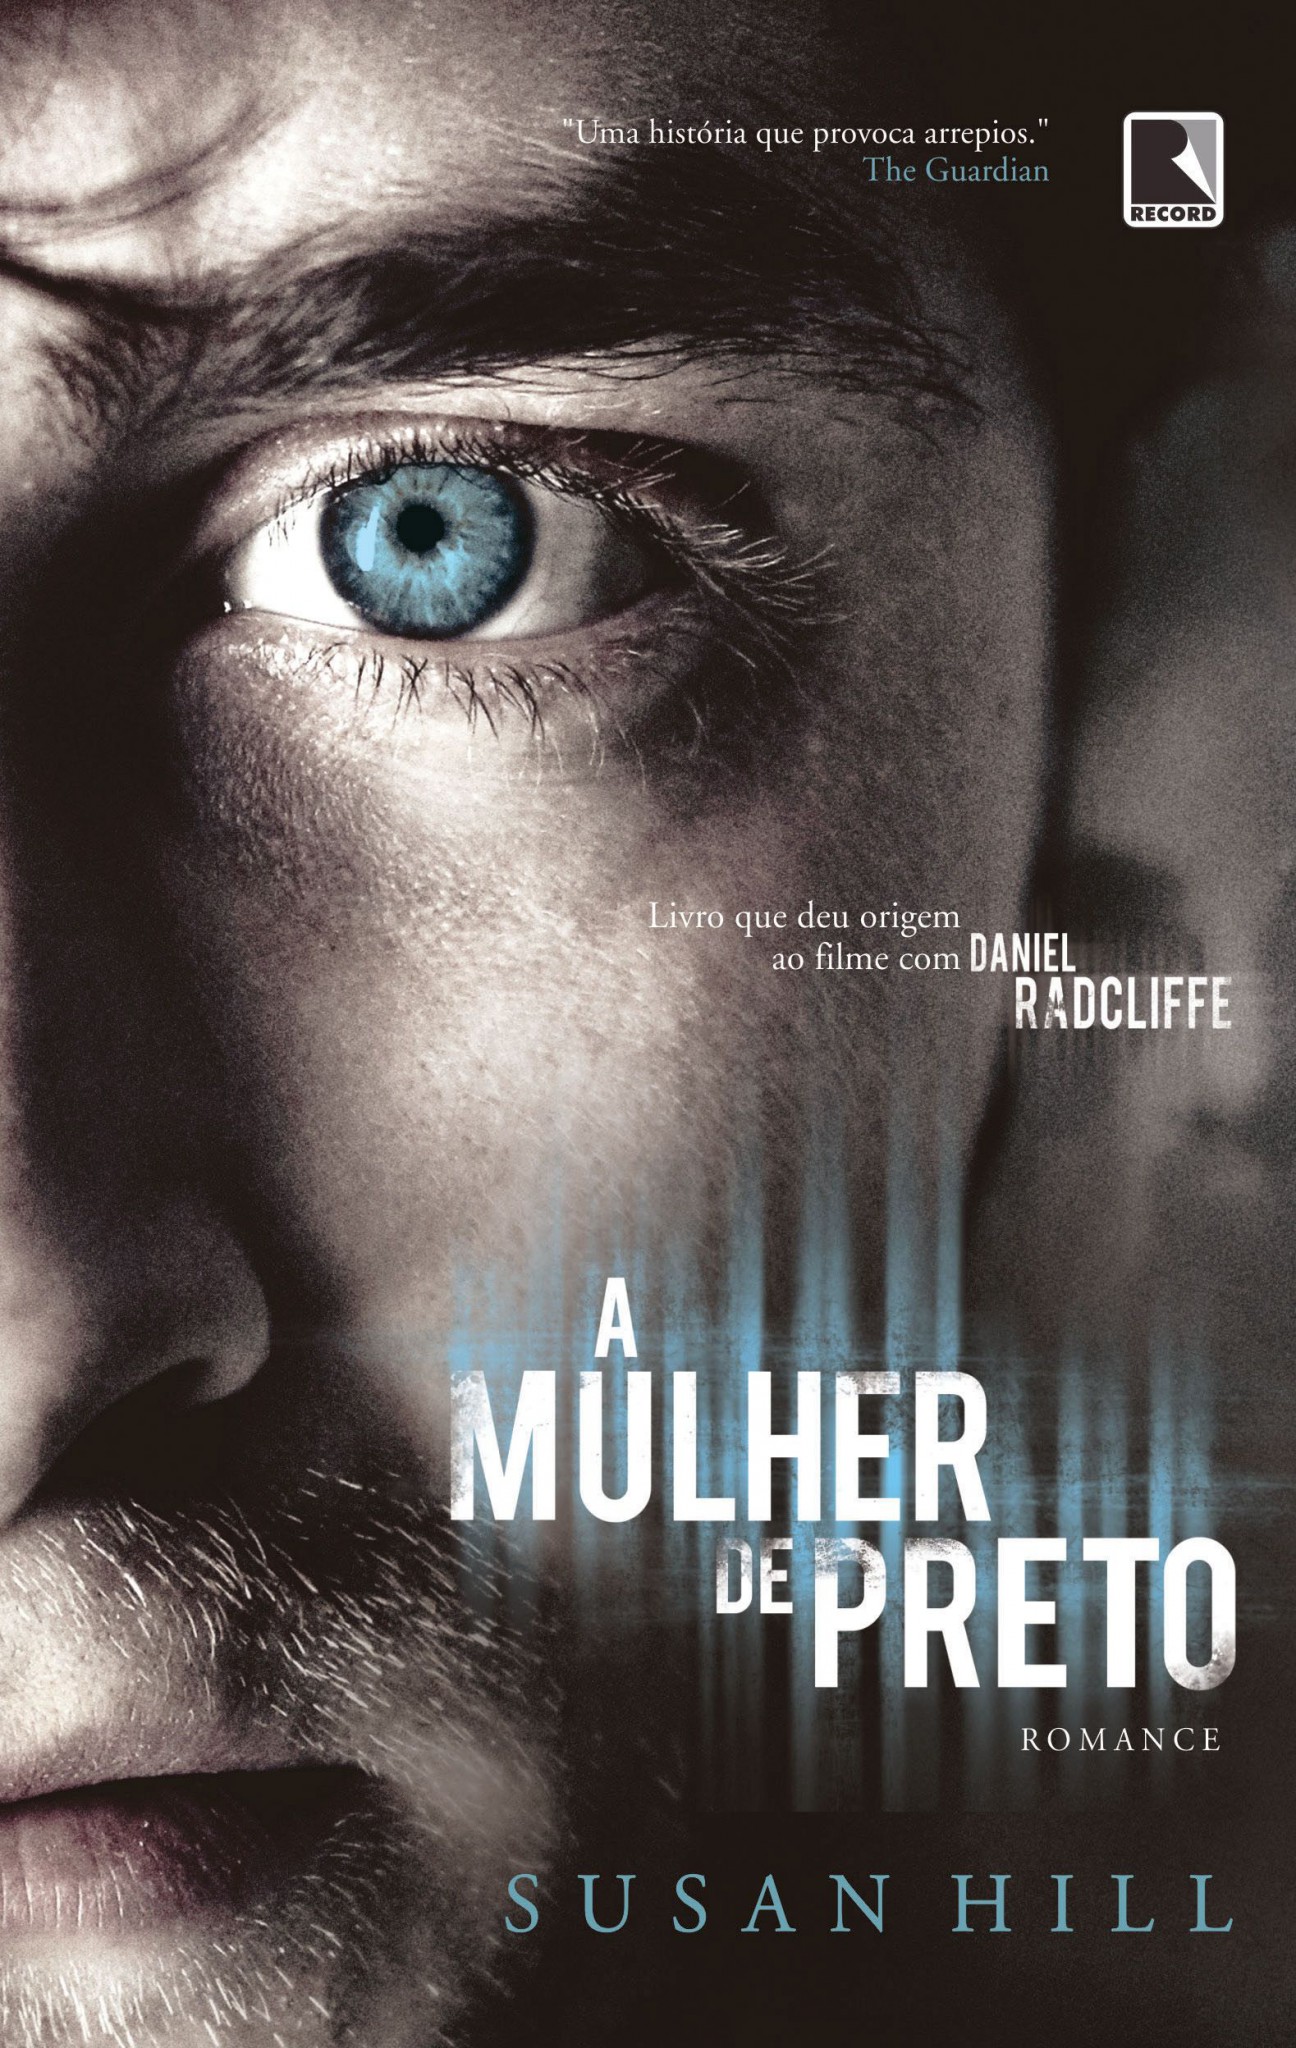 "Uma história que provoca arrepios."
The Guardian
RECORD
Livro que deu origem
ao filme com DANIEL
RADCLIFFE
A
MULHER
DE PRETO
ROMANCE
SUSAN HILL